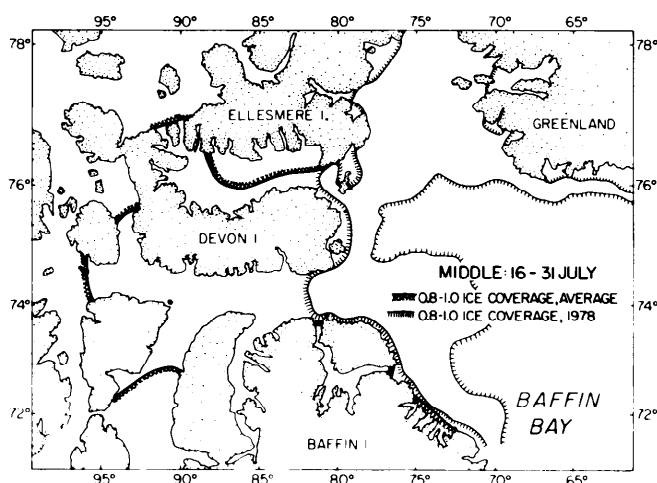 95° 90° 85° 80° 75° 70° 65°
78° 78°
ELLESMERE I.
GREENLAND
76° 76°
DEVON I
MIDDLE: 16 - 31 JULY
0.8-1.0 ICE COVERAGE, AVERAGE
74° 74°
0.8-1.0 ICE COVERAGE, 1978
72° 72°
BAFFIN
BAY
BAFFIN I
95° 90° 85° 80° 75° 70° 65°